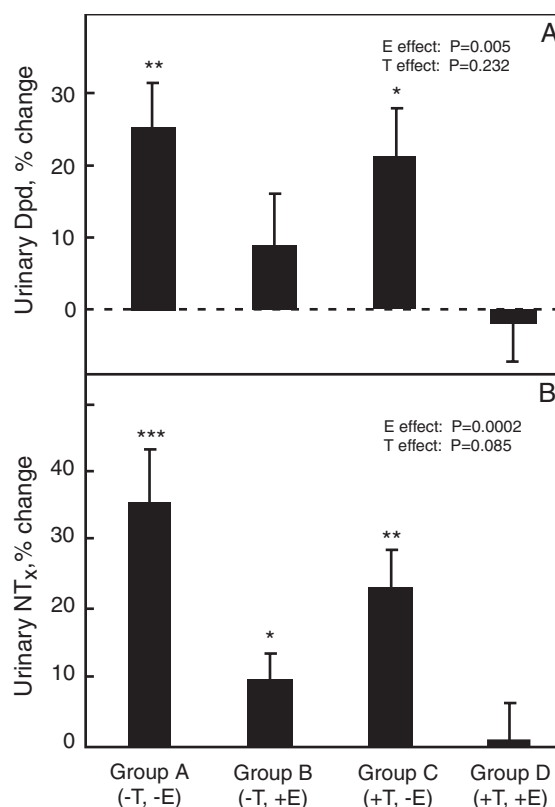 A
E effect: P=0.005
T effect: P=0.232
**
*
Urinary Dpd, % change
30
20
10
0
B
E effect: P=0.0002
T effect: P=0.085
***
**
*
Urinary NTx,% change
40
30
20
10
0
Group A
(-T, -E)
Group B
(-T, +E)
Group C
(+T, -E)
Group D
(+T, +E)